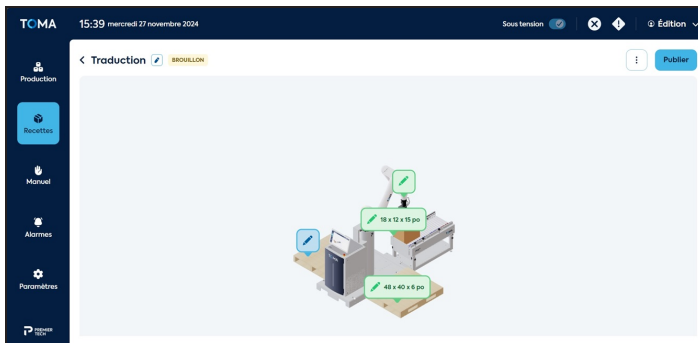 TOMA
15:39 mercredi 27 novembre 2024
Sous tension
Édition
Production
Recettes
Manuel
Alarmes
Paramètres
PREMIER
TECH
Traduction
BROUILLON
Publier
18 x 12 x 15 po
48 x 40 x 6 po